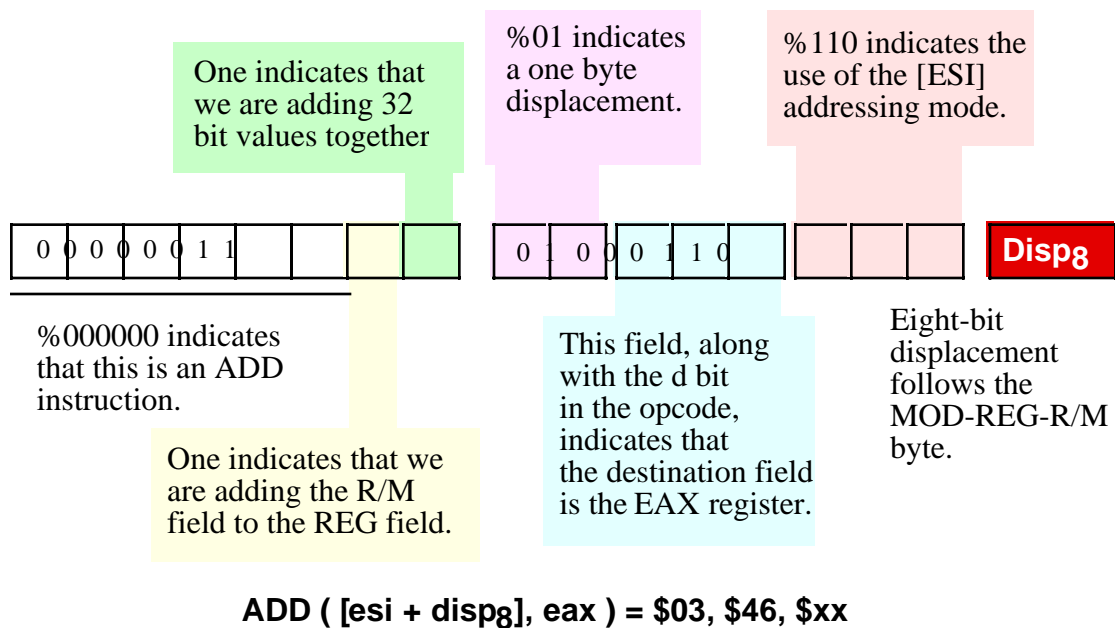 One indicates that
we are adding 32
bit values together
%01 indicates
a one byte
displacement.
%110 indicates the
use of the [ESI]
addressing mode.
0 0 0 0 0 0 1 1
0 1 0 0 0 1 1 0
Disp8
%000000 indicates
that this is an ADD
instruction.
One indicates that we
are adding the R/M
field to the REG field.
This field, along
with the d bit
in the opcode,
indicates that
the destination field
is the EAX register.
Eight-bit
displacement
follows the
MOD-REG-R/M
byte.
ADD ( [esi + disp8], eax ) = $03, $46, $xx